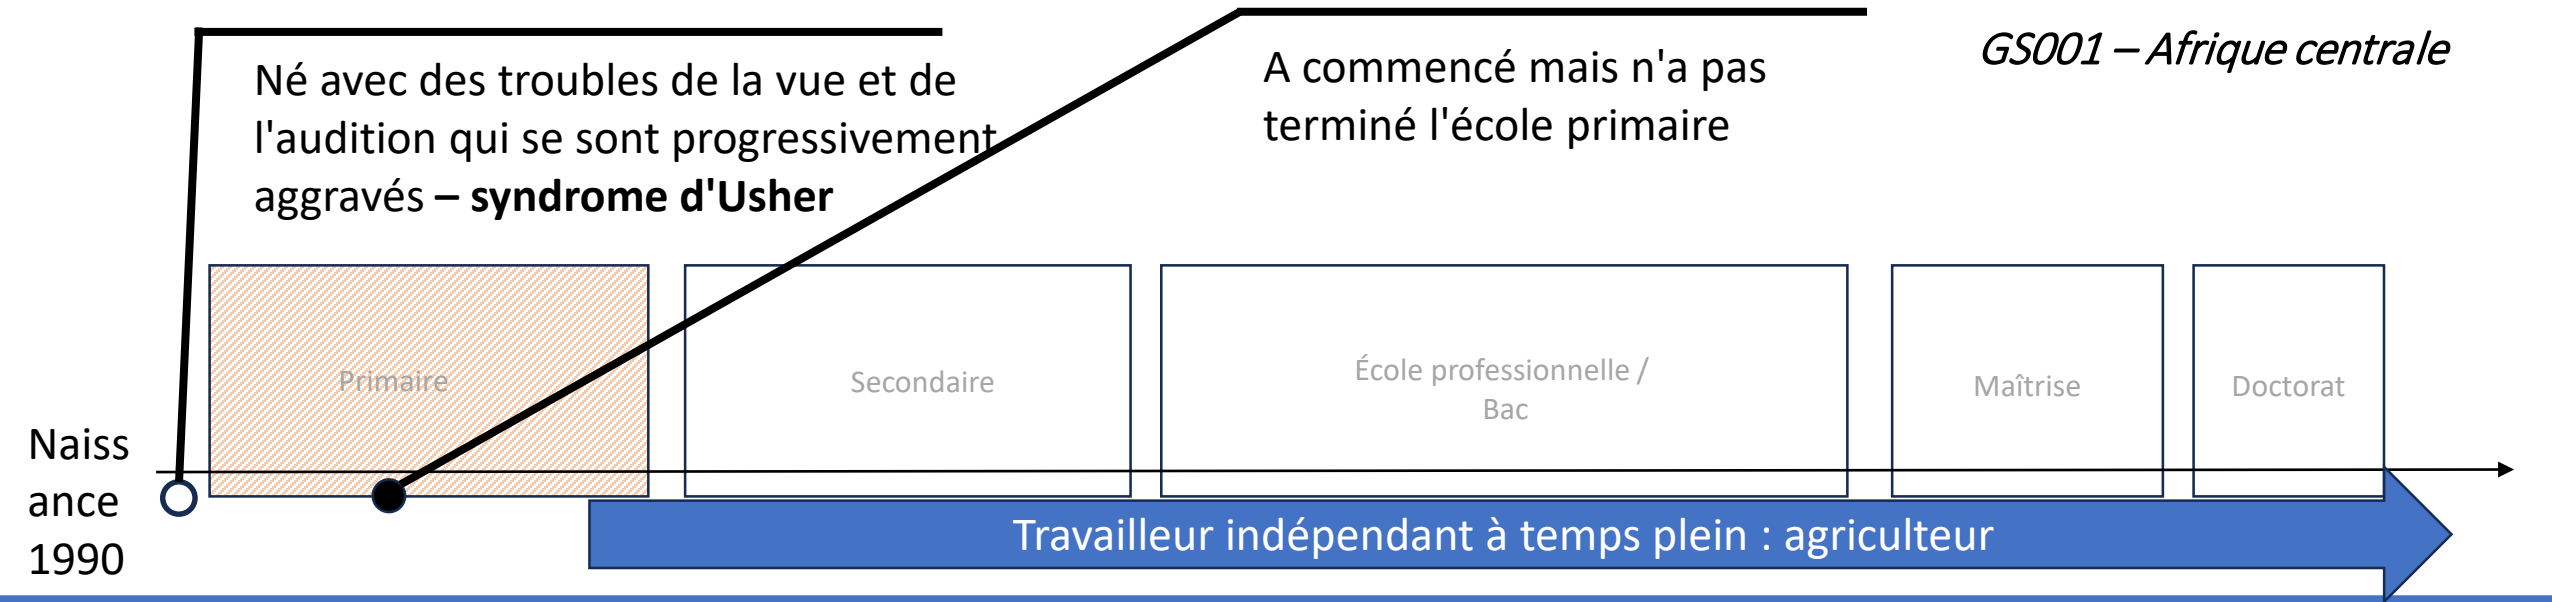 GS001 – Afrique centrale
Né avec des troubles de la vue et de
l'audition qui se sont progressivement
aggravés – syndrome d'Usher
A commencé mais n'a pas
terminé l'école primaire
Primaire
Secondaire
École professionnelle /
Bac
Maîtrise
Doctorat
Naiss
ance
1990
Travailleur indépendant à temps plein : agriculteur